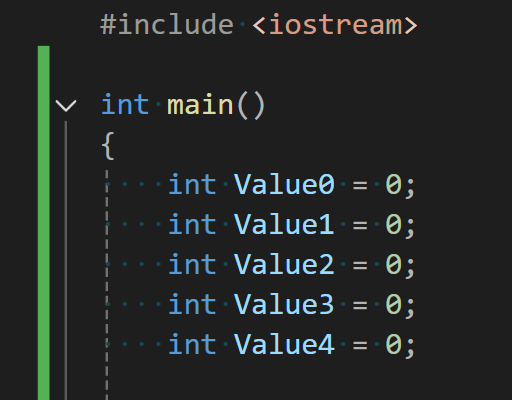 #include <iostream>
int main()
{
int Value0 = 0;
int Value1 = 0;
int Value2 = 0;
int Value3 = 0;
int Value4 = 0;